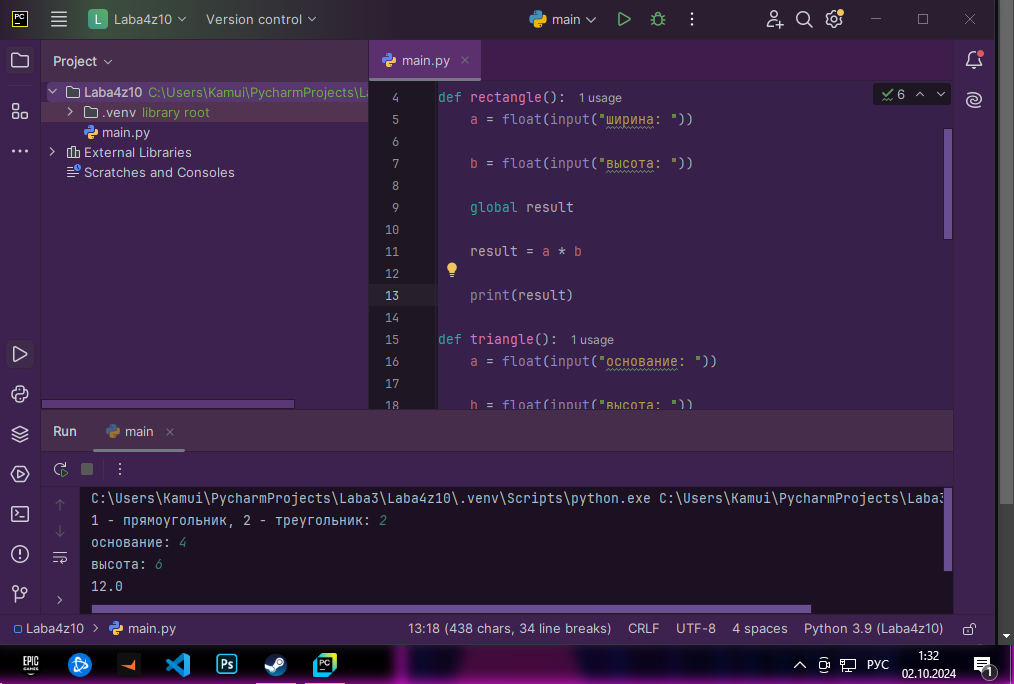 PC
L Laba4z10 Version control main
Project
main.py
Laba4z10 C:\Users\Kamui\PycharmProjects\La
.venv library root
main.py
External Libraries
Scratches and Consoles
6
4 def rectangle(): 1 usage
5 a = float(input("ширина: "))
6
7 b = float(input("высота: "))
8
9 global result
10
11 result = a * b
12
13 print(result)
14
15 def triangle(): 1 usage
16 a = float(input("основание: "))
17
18 h = float(input("высота: "))
Run main
C:\Users\Kamui\PycharmProjects\Laba3\Laba4z10\.venv\Scripts\python.exe C:\Users\Kamui\PycharmProjects\Laba3
1 - прямоугольник, 2 - треугольник: 2
основание: 4
высота: 6
12.0
Laba4z10 main.py 13:18 (438 chars, 34 line breaks) CRLF UTF-8 4 spaces Python 3.9 (Laba4z10)
EPIC GAMES Ps PC РУС 1:32
02.10.2024 1